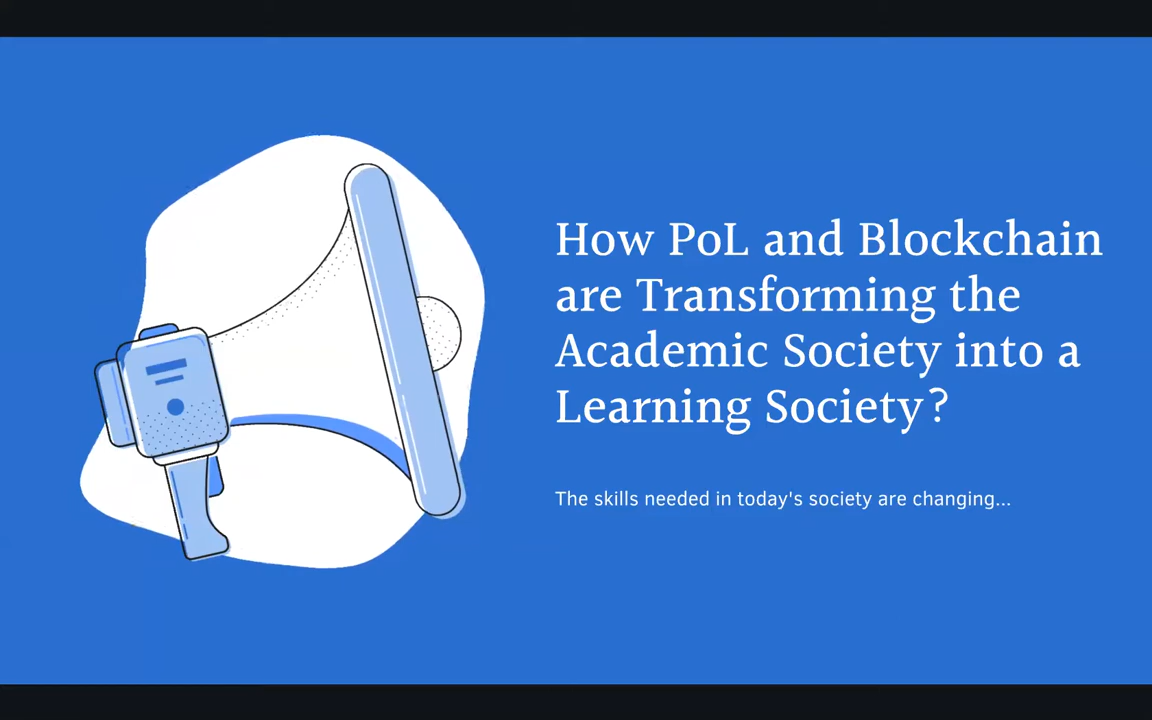 How PoL and Blockchain
are Transforming the
Academic Society into a
Learning Society?
The skills needed in today's society are changing...